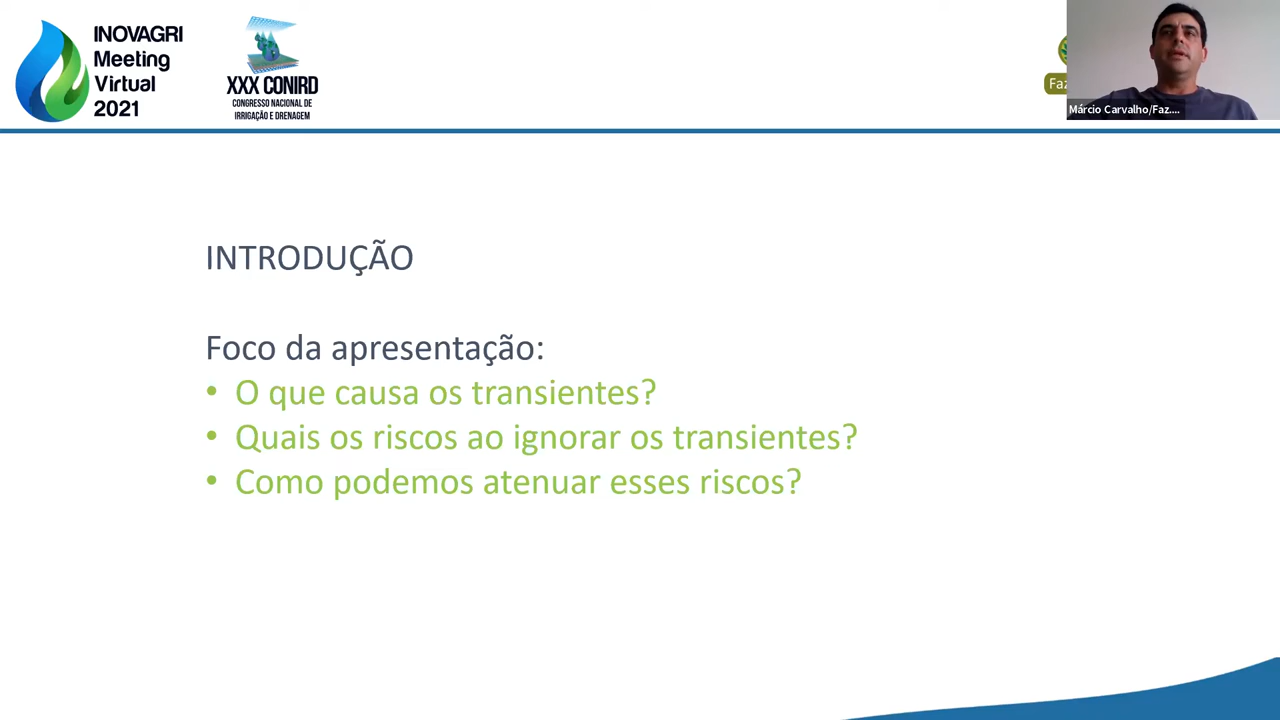 INOVAGRI
Meeting
Virtual
2021
XXX CONIRD
CONGRESSO NACIONAL DE
IRRIGAÇÃO E DRENAGEM
Faz
Márcio Carvalho/Faz....
INTRODUÇÃO
Foco da apresentação:
• O que causa os transientes?
• Quais os riscos ao ignorar os transientes?
• Como podemos atenuar esses riscos?